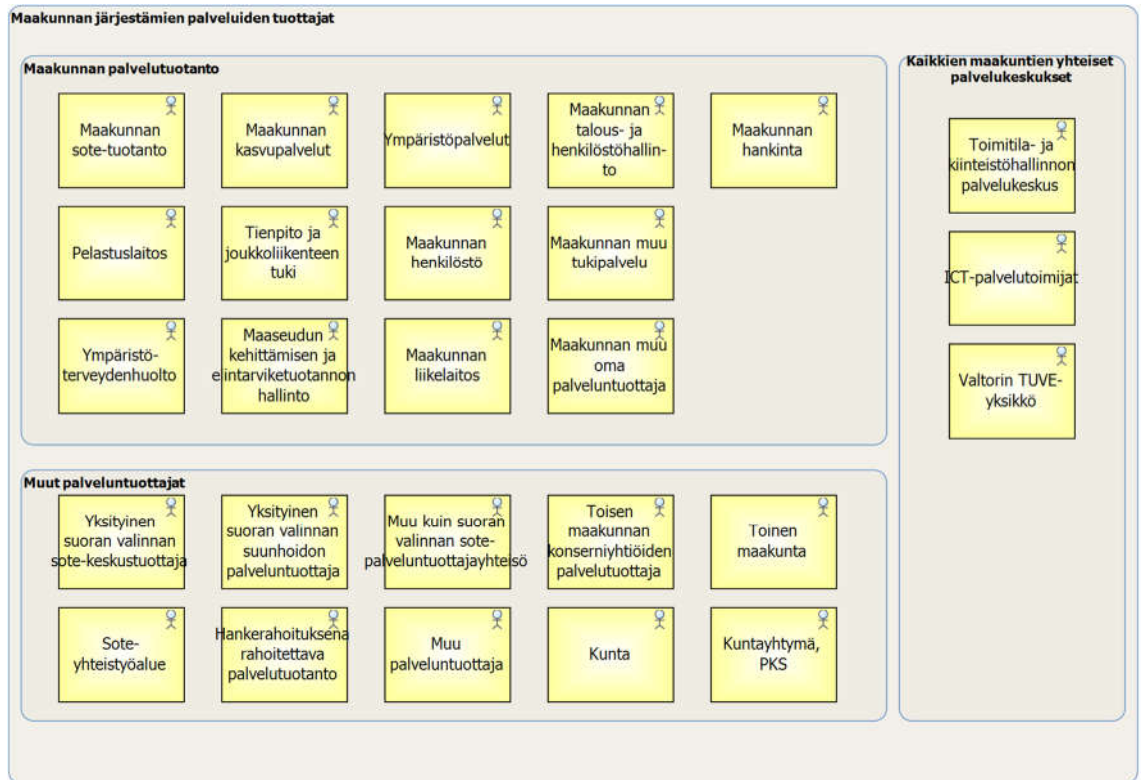 Maakunnan järjestämien palveluiden tuottajat
Maakunnan palvelutuotanto
Maakunnan
sote-tuotanto
Maakunnan
kasvupalvelut
Ympäristöpalvelut
Maakunnan
talous- ja
henkilöstöhallin-
to
Maakunnan
hankinta
Pelastuslaitos
Tienpito ja
joukkoliikenteen
tuki
Maakunnan
henkilöstö
Maakunnan muu
tukipalvelu
Ympäristö-
terveydenhuolto
Maaseudun
kehittämisen ja
elintarviketuotannon
hallinto
Maakunnan
liikelaitos
Maakunnan muu
oma
palveluntuottaja
Muut palveluntuottajat
Yksityinen
suoran valinnan
sote-keskustuottaja
Yksityinen
suoran valinnan
suunhoidon
palveluntuottaja
Muu kuin suoran
valinnan sote-
palveluntuottajayhteisö
Toisen
maakunnan
konserniyhtiöiden
palvelutuottaja
Toinen
maakunta
Sote-
yhteistyöalue
Hankerahoituksena
rahoitettava
palvelutuotanto
Muu
palveluntuottaja
Kunta
Kuntayhtymä,
PKS
Kaikkien maakuntien yhteiset
palvelukeskukset
Toimitila- ja
kiinteistöhallinnon
palvelukeskus
ICT-palvelutoimijat
Valtorin TUVE-
yksikkö